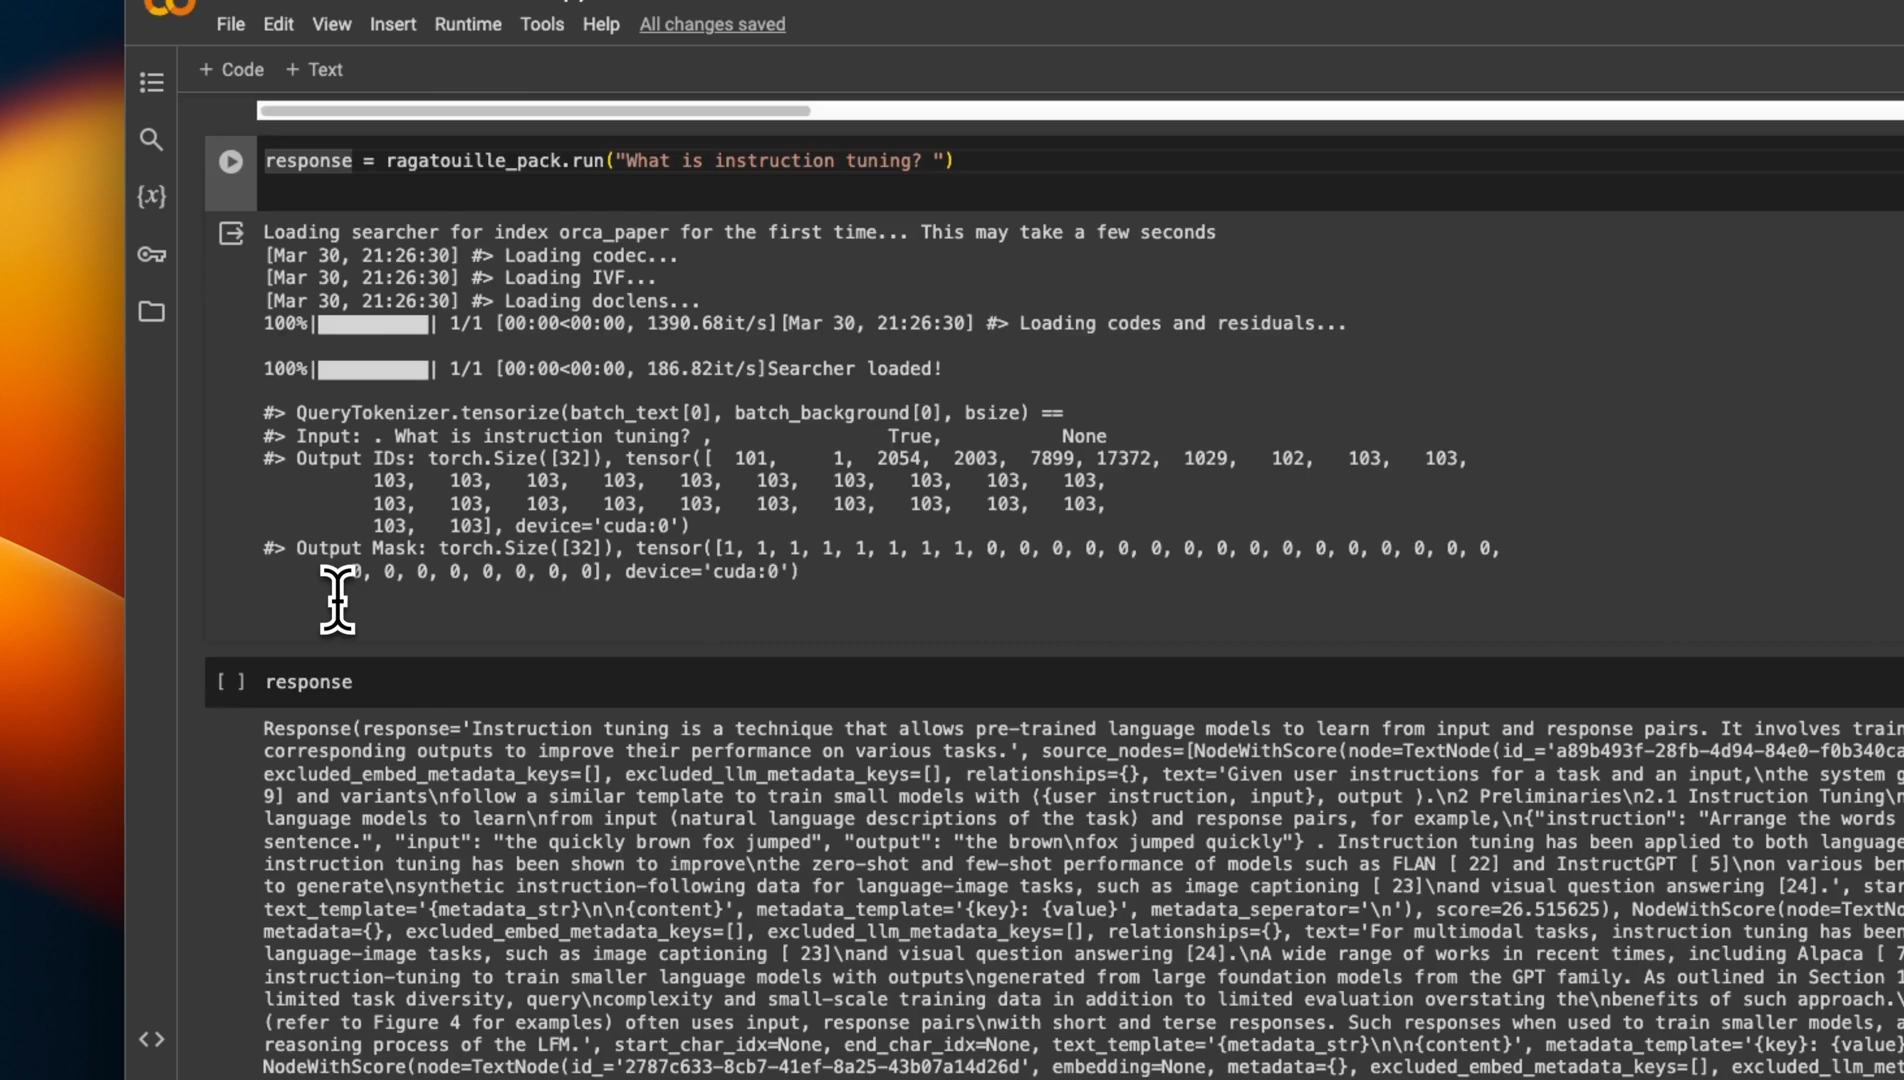 File Edit View Insert Runtime Tools Help All changes saved
+ Code + Text
response = ragatouille_pack.run("What is instruction tuning? ")
Loading searcher for index orca_paper for the first time... This may take a few seconds
[Mar 30, 21:26:30] #> Loading codec...
[Mar 30, 21:26:30] #> Loading IVF...
[Mar 30, 21:26:30] #> Loading doclens...
100%| | 1/1 [00:00<00:00, 1390.68it/s][Mar 30, 21:26:30] #> Loading codes and residuals...
100%| | 1/1 [00:00<00:00, 186.82it/s]Searcher loaded!
#> QueryTokenizer.tensorize(batch_text[0], batch_background[0], bsize) ==
#> Input: . What is instruction tuning? , True, None
#> Output IDs: torch.Size([32]), tensor([ 101, 1, 2054, 2003, 7899, 17372, 1029, 102, 103, 103,
103, 103, 103, 103, 103, 103, 103, 103, 103, 103,
103, 103, 103, 103, 103, 103, 103, 103, 103, 103,
103, 103], device='cuda:0')
#> Output Mask: torch.Size([32]), tensor([1, 1, 1, 1, 1, 1, 1, 1, 0, 0, 0, 0, 0, 0, 0, 0, 0, 0, 0, 0, 0, 0, 0, 0,
0, 0, 0, 0, 0, 0, 0, 0], device='cuda:0')
[ ] response
Response(response='Instruction tuning is a technique that allows pre-trained language models to learn from input and response pairs. It involves train
corresponding outputs to improve their performance on various tasks.', source_nodes=[NodeWithScore(node=TextNode(id_='a89b493f-28fb-4d94-84e0-f0b340ca
excluded_embed_metadata_keys=[], excluded_llm_metadata_keys=[], relationships={}, text='Given user instructions for a task and an input,\nthe system g
9] and variants\nfollow a similar template to train small models with ⟨{user instruction, input}, output ⟩.\n2 Preliminaries\n2.1 Instruction Tuning\n
language models to learn\nfrom input (natural language descriptions of the task) and response pairs, for example,\n{"instruction": "Arrange the words
sentence.", "input": "the quickly brown fox jumped", "output": "the brown\nfox jumped quickly"} . Instruction tuning has been applied to both language
instruction tuning has been shown to improve\nthe zero-shot and few-shot performance of models such as FLAN [ 22] and InstructGPT [ 5]\non various ben
to generate\nsynthetic instruction-following data for language-image tasks, such as image captioning [ 23]\nand visual question answering [24].', star
text_template='{metadata_str}\n\n{content}', metadata_template='{key}: {value}', metadata_seperator='\n'), score=26.515625), NodeWithScore(node=TextNo
metadata={}, excluded_embed_metadata_keys=[], excluded_llm_metadata_keys=[], relationships={}, text='For multimodal tasks, instruction tuning has been
language-image tasks, such as image captioning [ 23]\nand visual question answering [24].\nA wide range of works in recent times, including Alpaca [ 7
instruction-tuning to train smaller language models with outputs\ngenerated from large foundation models from the GPT family. As outlined in Section 1
limited task diversity, query\ncomplexity and small-scale training data in addition to limited evaluation overstating the\nbenefits of such approach.\
(refer to Figure 4 for examples) often uses input, response pairs\nwith short and terse responses. Such responses when used to train smaller models, a
reasoning process of the LFM.', start_char_idx=None, end_char_idx=None, text_template='{metadata_str}\n\n{content}', metadata_template='{key}: {value}
NodeWithScore(node=TextNode(id_='2787c633-8cb7-41ef-8a25-43b07a14d26d', embedding=None, metadata={}, excluded_embed_metadata_keys=[], excluded_llm_met